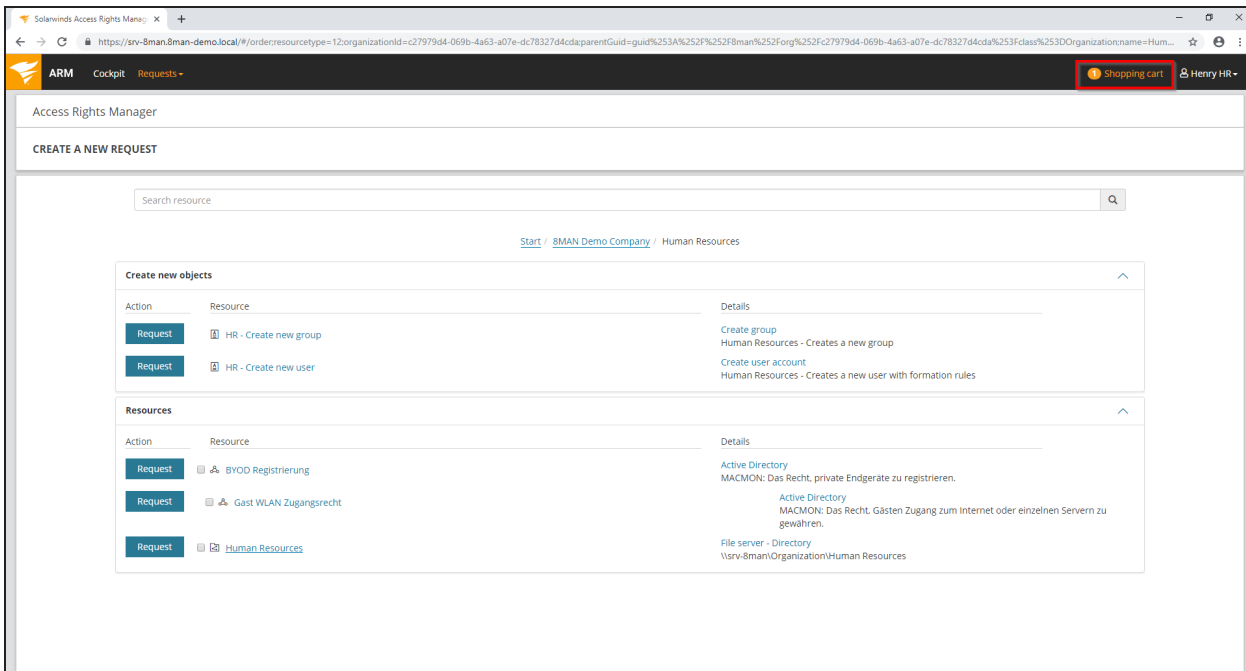 Solarwinds Access Rights Manag
https://srv-8man.8man-demo.local/#/order;resourcetype=12;organizationId=c27979d4-069b-4a63-a07e-dc78327d4cda;parentGuid=guid%253A%252F%252F8man%252Forg%252Fc27979d4-069b-4a63-a07e-dc78327d4cda%253Fclass%253DOrganization;name=Hum...
ARM Cockpit Requests 1 Shopping cart Henry HR
Access Rights Manager
CREATE A NEW REQUEST
Search resource
Start / 8MAN Demo Company / Human Resources
Create new objects
Action Resource Details
Request HR - Create new group Create group
Human Resources - Creates a new group
Request HR - Create new user Create user account
Human Resources - Creates a new user with formation rules
Resources
Action Resource Details
Request BYOD Registrierung Active Directory
MACMON: Das Recht, private Endgeräte zu registrieren.
Request Gast WLAN Zugangsrecht Active Directory
MACMON: Das Recht, Gästen Zugang zum Internet oder einzelnen Servern zu
gewähren.
Request Human Resources File server - Directory
\\srv-8man\Organization\Human Resources